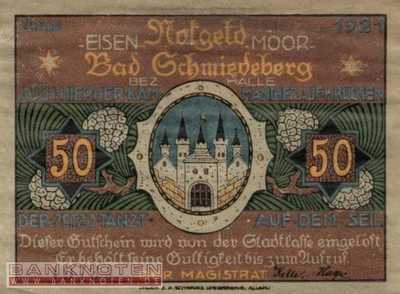 1921
Notgeld
EISEN MOOR
Bad Schmiedeberg
BEZ HALLE
50 50
DER TETZEL TANZT AUF DEM SEIL
Dieser Gutschein wird von der Stadtkasse eingelöst
Er behält seine Gültigkeit bis zum Aufruf.
DER MAGISTRAT
BANKNOTEN